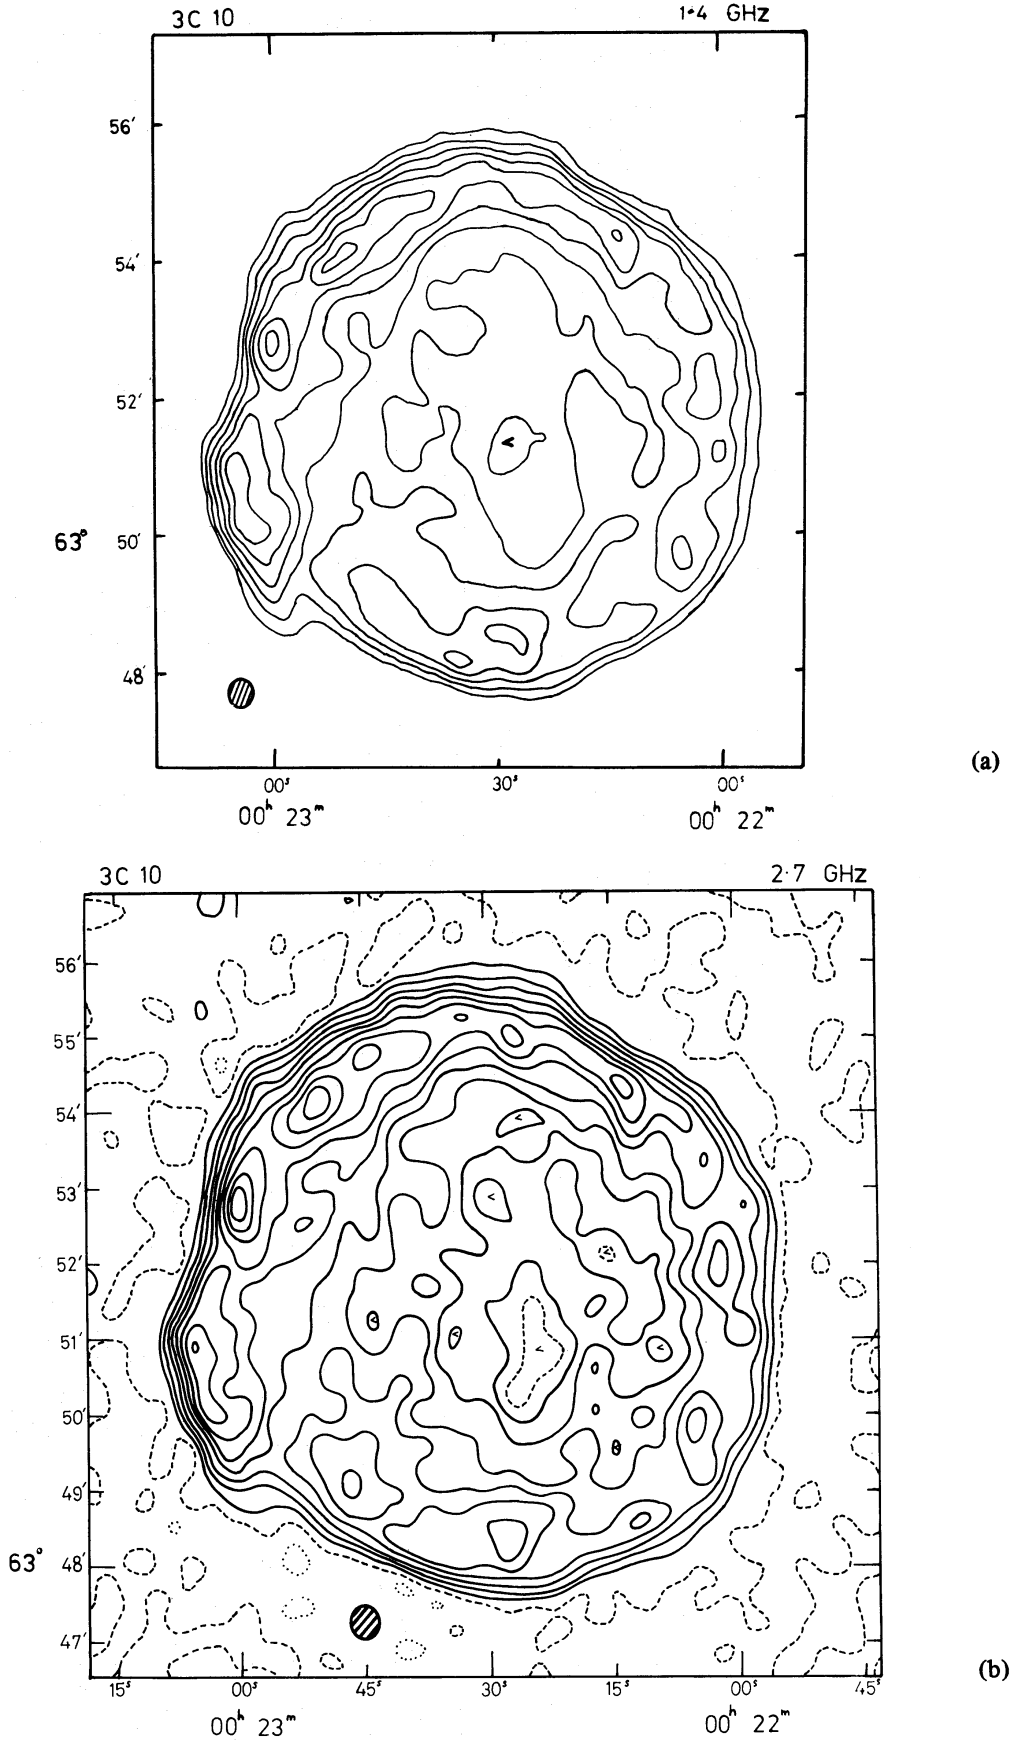 3C 10 1·4 GHz
56′
54′
52′
63° 50′
48′
00ˢ 30ˢ 00ˢ
00ʰ 23ᵐ 00ʰ 22ᵐ
(a)
3C 10 2·7 GHz
56′
55′
54′
53′
52′
51′
50′
49′
63° 48′
47′
15ˢ 00ˢ 45ˢ 30ˢ 15ˢ 00ˢ 45ˢ
00ʰ 23ᵐ 00ʰ 22ᵐ
(b)